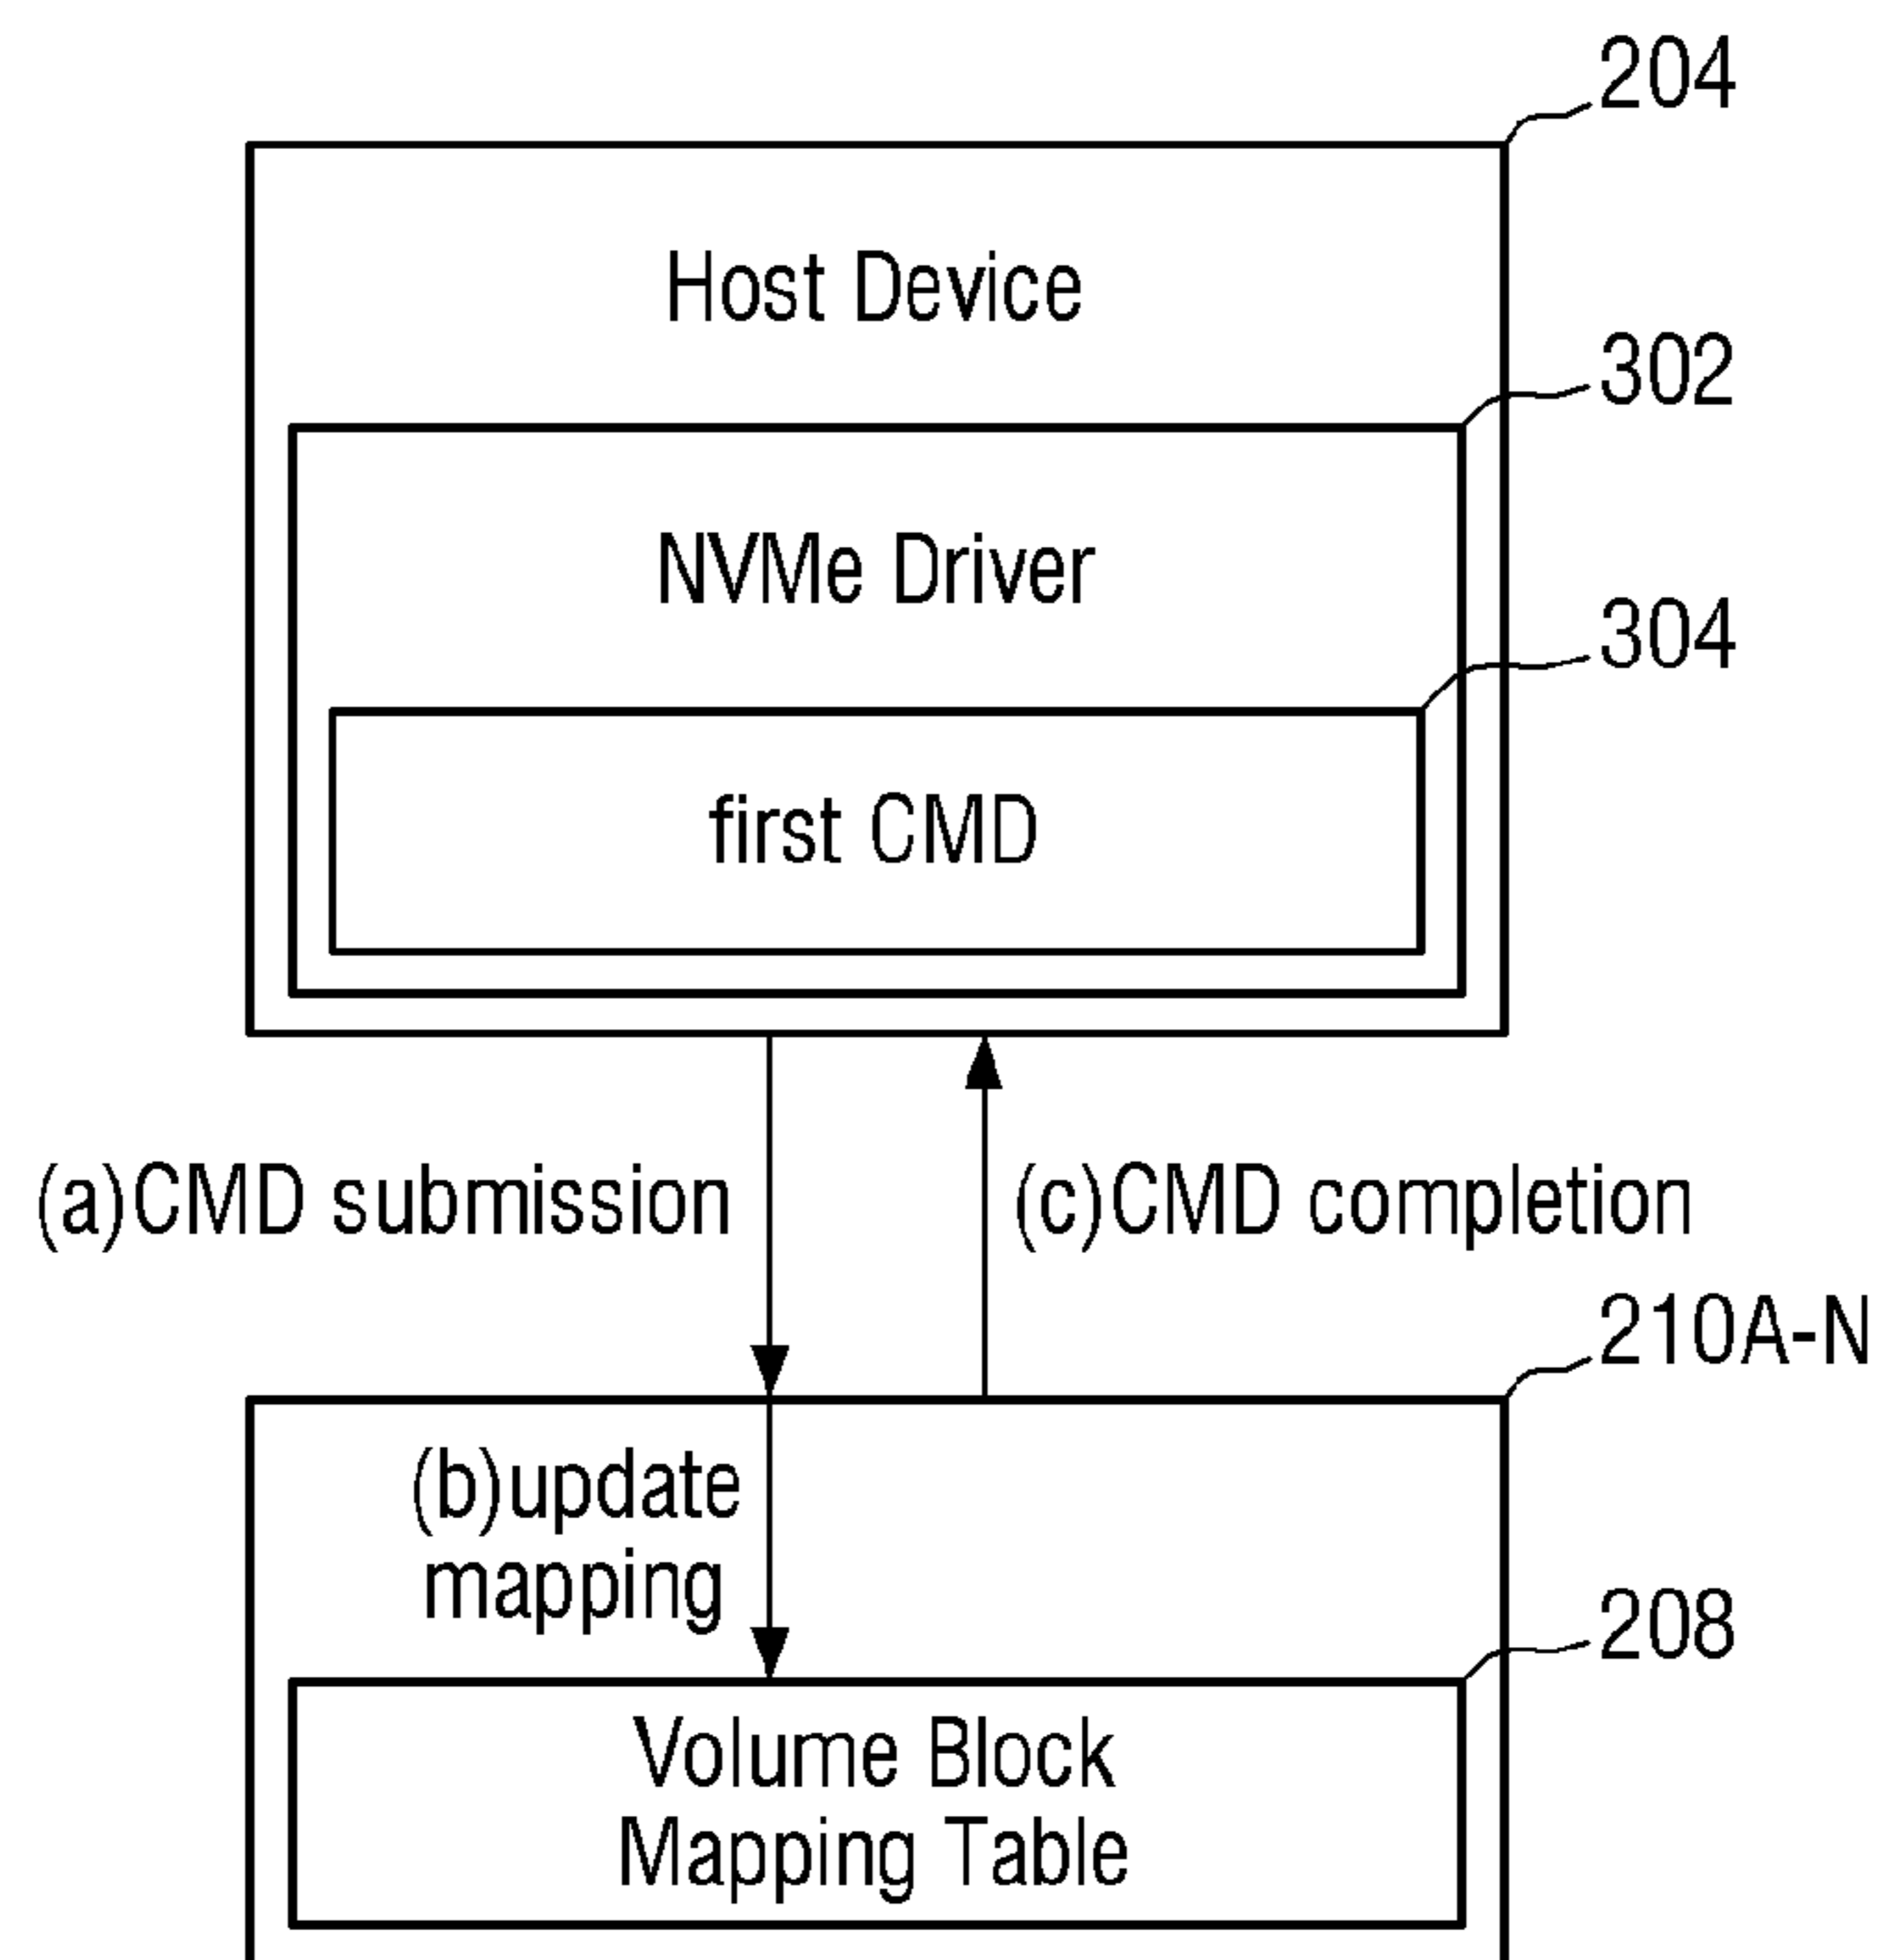 204
Host Device
302
NVMe Driver
304
first CMD
(a)CMD submission
(c)CMD completion
210A-N
(b)update
mapping
208
Volume Block
Mapping Table